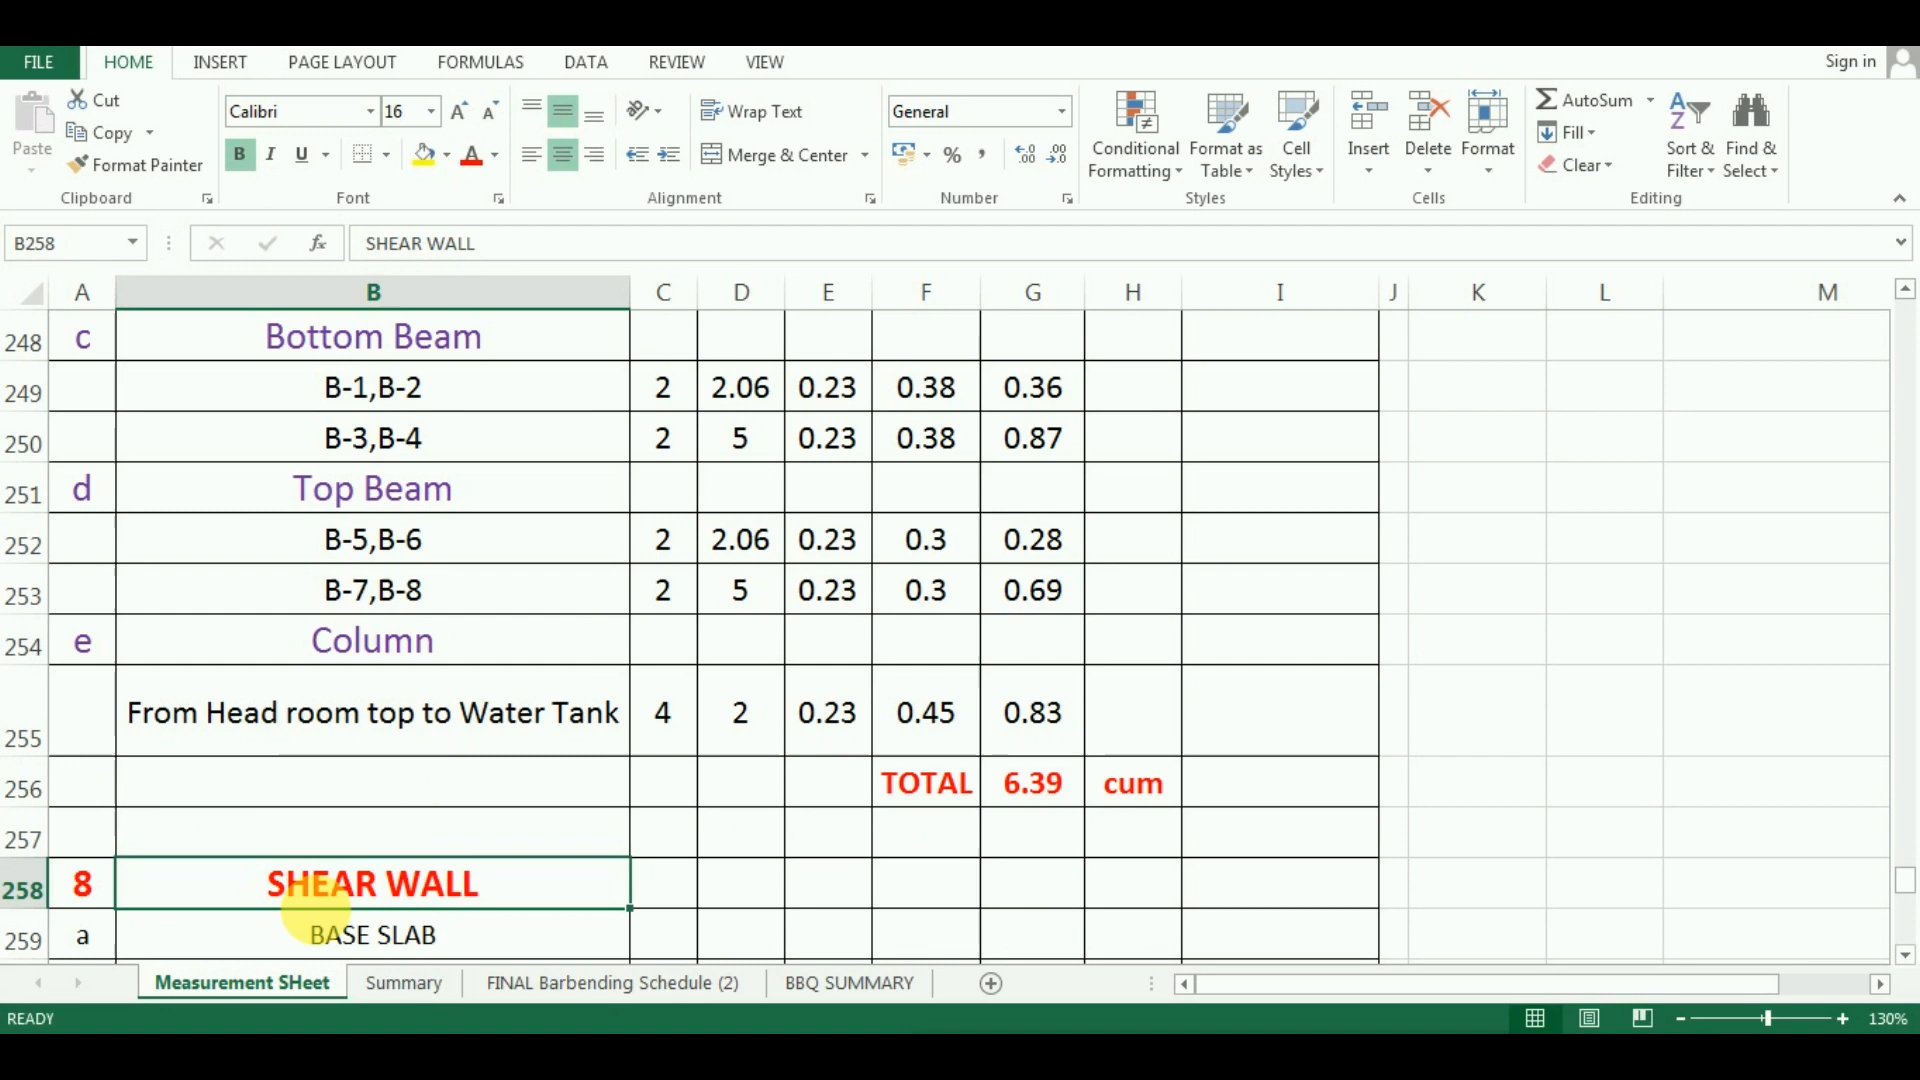 FILE HOME INSERT PAGE LAYOUT FORMULAS DATA REVIEW VIEW Sign in
Paste Cut Copy Format Painter Clipboard
Calibri 16 A A B I U A Font
Wrap Text Merge & Center Alignment
General % , Number
Conditional Formatting Format as Table Cell Styles Styles
Insert Delete Format Cells
AutoSum Fill Clear Sort & Filter Find & Select Editing
B258 fx SHEAR WALL
A B C D E F G H I J K L M
248 c Bottom Beam
249 B-1,B-2 2 2.06 0.23 0.38 0.36
250 B-3,B-4 2 5 0.23 0.38 0.87
251 d Top Beam
252 B-5,B-6 2 2.06 0.23 0.3 0.28
253 B-7,B-8 2 5 0.23 0.3 0.69
254 e Column
255 From Head room top to Water Tank 4 2 0.23 0.45 0.83
256 TOTAL 6.39 cum
257
258 8 SHEAR WALL
259 a BASE SLAB
Measurement SHeet Summary FINAL Barbending Schedule (2) BBQ SUMMARY
READY 130%